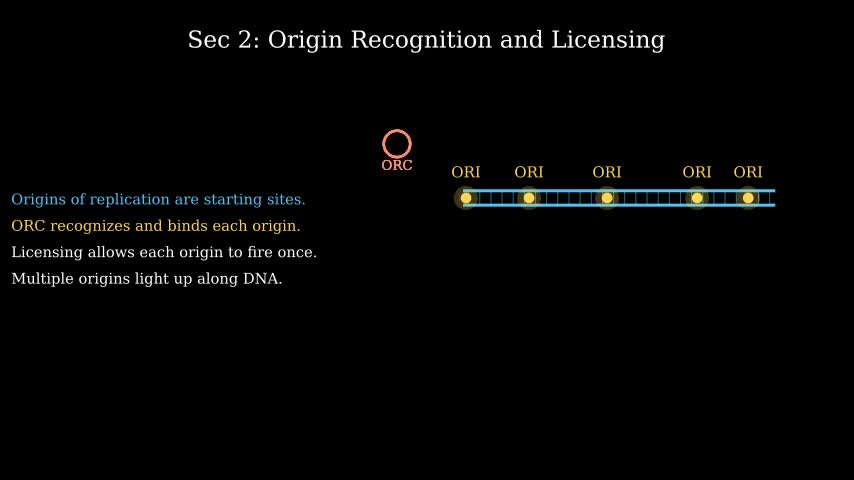 Sec 2: Origin Recognition and Licensing
ORC
ORI ORI ORI ORI ORI
Origins of replication are starting sites.
ORC recognizes and binds each origin.
Licensing allows each origin to fire once.
Multiple origins light up along DNA.